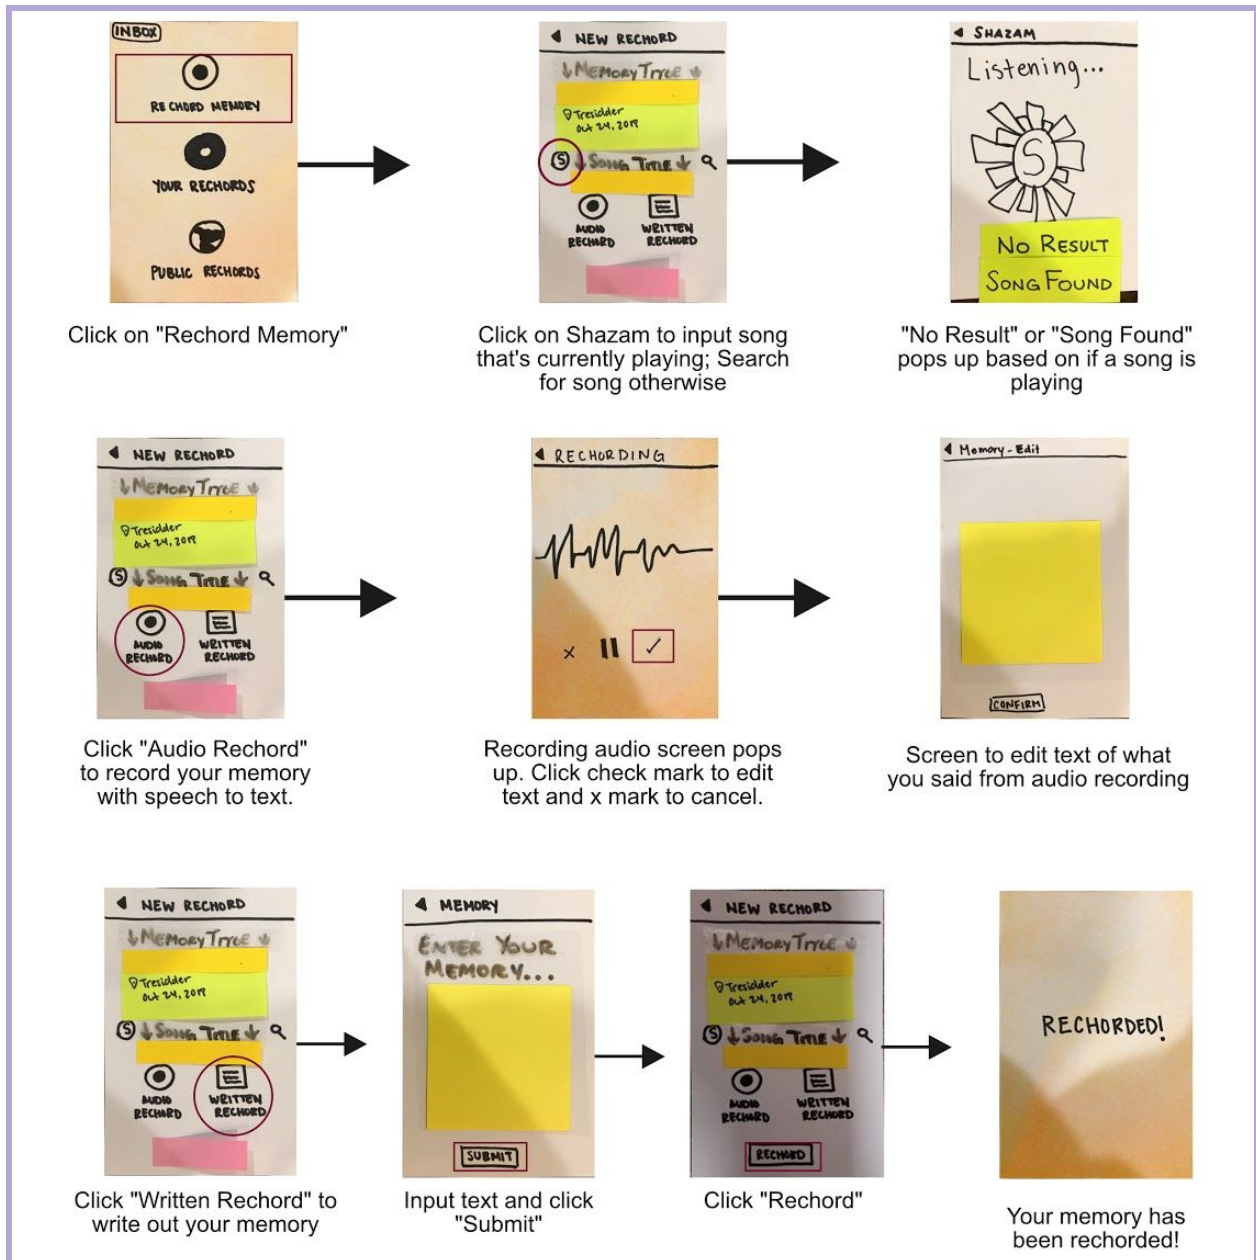 INBOX
RECHORD MEMORY
YOUR RECHORDS
PUBLIC RECHORDS
Click on "Rechord Memory"
NEW RECHORD
↓ MEMORY TITLE ↓
Tresidder
Oct 24, 2019
S ↓ SONG TITLE ↓
AUDIO RECHORD
WRITTEN RECHORD
Click on Shazam to input song
that's currently playing; Search
for song otherwise
SHAZAM
Listening...
S
NO RESULT
SONG FOUND
"No Result" or "Song Found"
pops up based on if a song is
playing
NEW RECHORD
↓ MEMORY TITLE ↓
Tresidder
Oct 24, 2019
S ↓ SONG TITLE ↓
AUDIO RECHORD
WRITTEN RECHORD
Click "Audio Rechord"
to record your memory
with speech to text.
RECHORDING
x II ✓
Recording audio screen pops
up. Click check mark to edit
text and x mark to cancel.
Memory - Edit
CONFIRM
Screen to edit text of what
you said from audio recording
NEW RECHORD
↓ MEMORY TITLE ↓
Tresidder
Oct 24, 2019
S ↓ SONG TITLE ↓
AUDIO RECHORD
WRITTEN RECHORD
Click "Written Rechord" to
write out your memory
MEMORY
ENTER YOUR
MEMORY...
SUBMIT
Input text and click
"Submit"
NEW RECHORD
↓ MEMORY TITLE ↓
Tresidder
Oct 24, 2019
S ↓ SONG TITLE ↓
AUDIO RECHORD
WRITTEN RECHORD
RECHORD
Click "Rechord"
RECHORDED!
Your memory has
been rechorded!